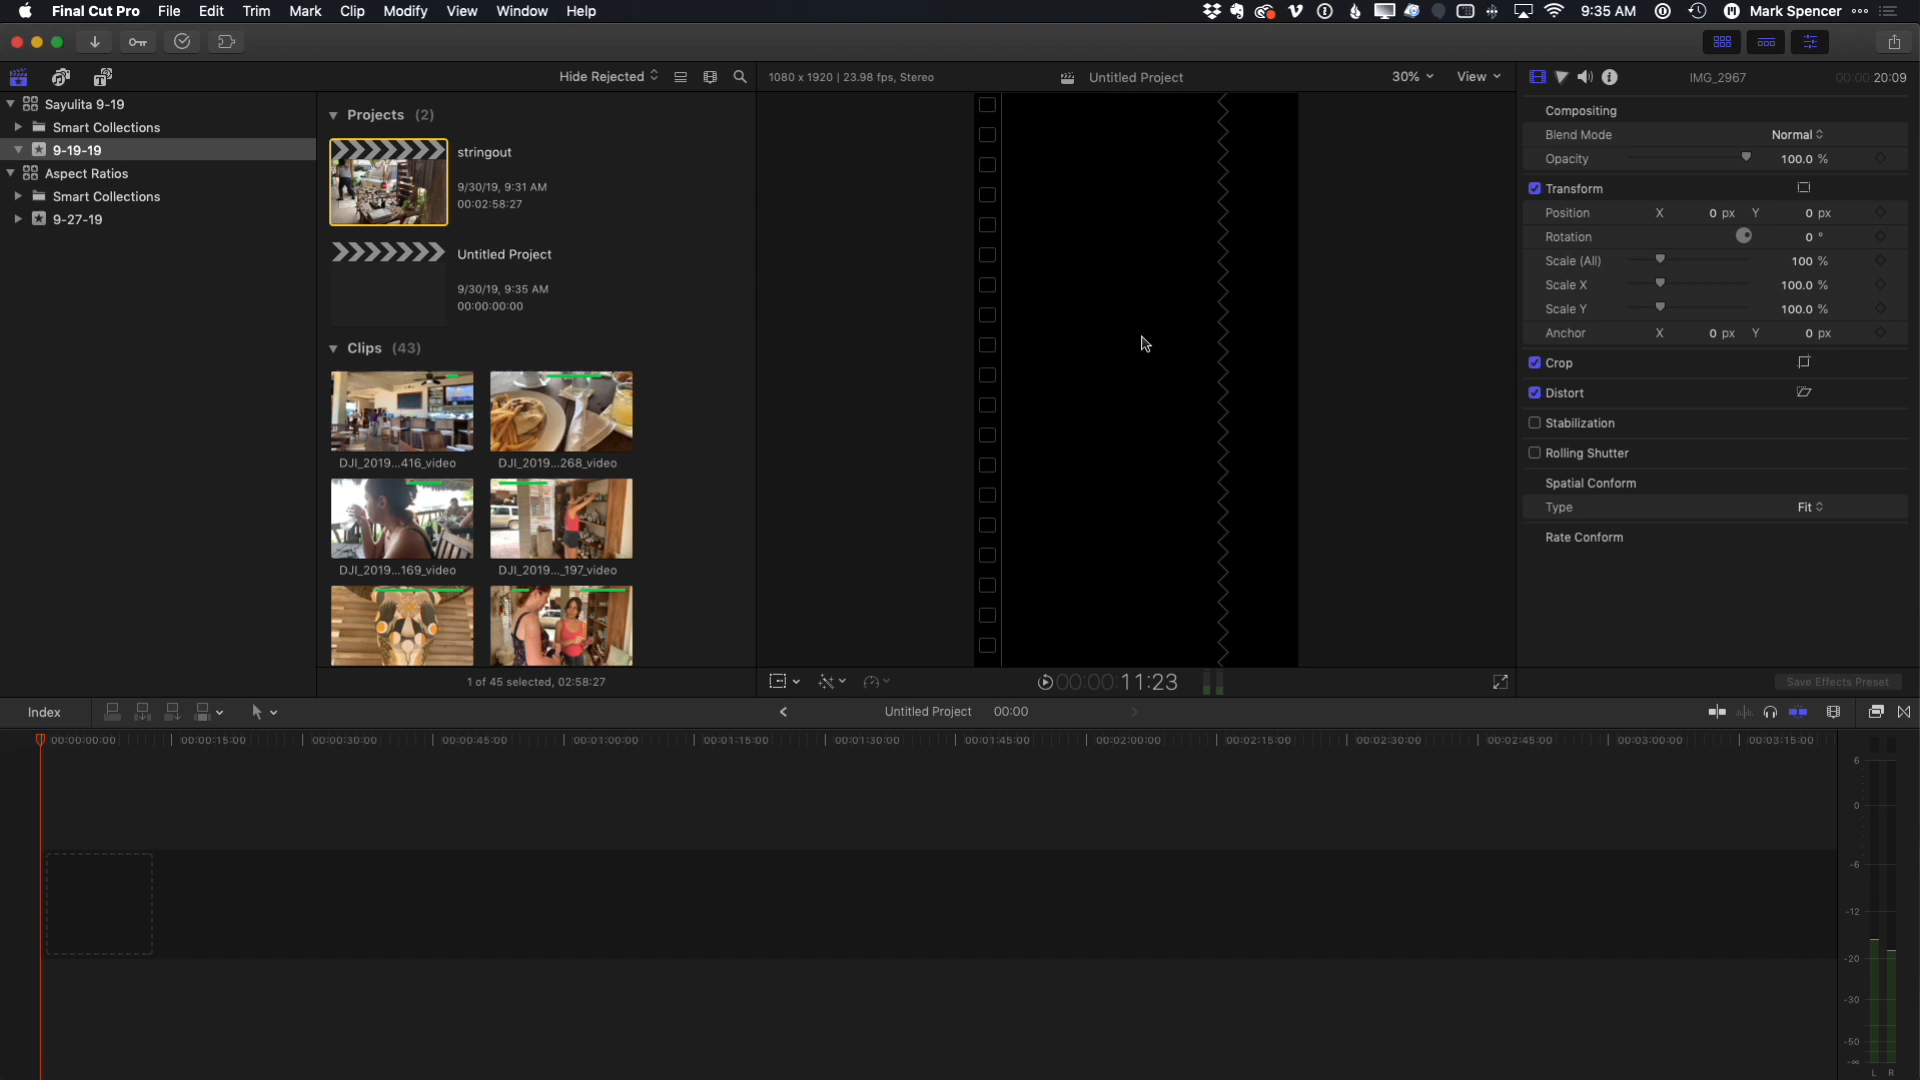 Final Cut Pro File Edit Trim Mark Clip Modify View Window Help 9:35 AM Mark Spencer
Hide Rejected 1080 x 1920 | 23.98 fps, Stereo Untitled Project 30% View IMG_2967 00:00:20:09
Sayulita 9-19
Smart Collections
9-19-19
Aspect Ratios
Smart Collections
9-27-19
Projects (2)
stringout
9/30/19, 9:31 AM
00:02:58:27
Untitled Project
9/30/19, 9:35 AM
00:00:00:00
Clips (43)
DJI_2019...416_video DJI_2019...268_video
DJI_2019...169_video DJI_2019..._197_video
1 of 45 selected, 02:58:27
00:00:11:23
Compositing
Blend Mode Normal
Opacity 100.0 %
Transform
Position X 0 px Y 0 px
Rotation 0 °
Scale (All) 100 %
Scale X 100.0 %
Scale Y 100.0 %
Anchor X 0 px Y 0 px
Crop
Distort
Stabilization
Rolling Shutter
Spatial Conform
Type Fit
Rate Conform
Save Effects Preset
Index Untitled Project 00:00
00:00:00:00 00:00:15:00 00:00:30:00 00:00:45:00 00:01:00:00 00:01:15:00 00:01:30:00 00:01:45:00 00:02:00:00 00:02:15:00 00:02:30:00 00:02:45:00 00:03:00:00 00:03:15:00
6
0
-6
-12
-20
-30
-50
-∞
L R